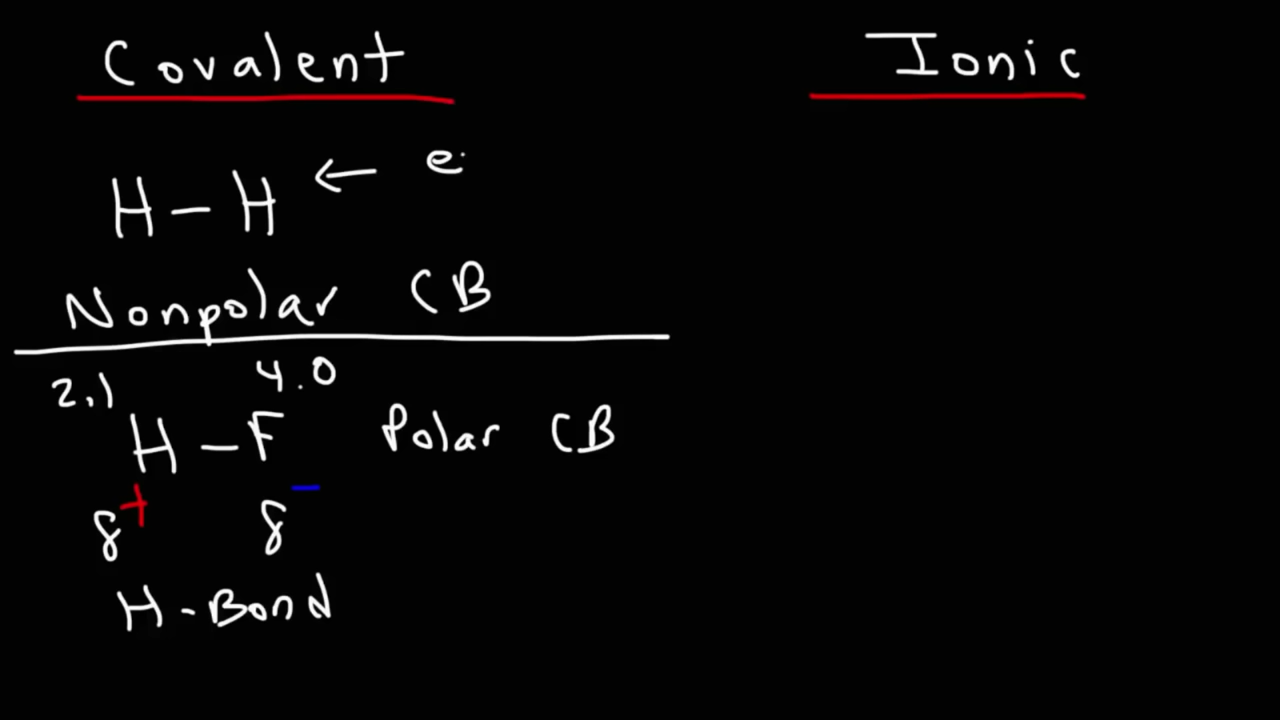 Covalent
Ionic
H – H ← e
Nonpolar CB
2.1 4.0
H – F Polar CB
δ+ δ–
H - Bond